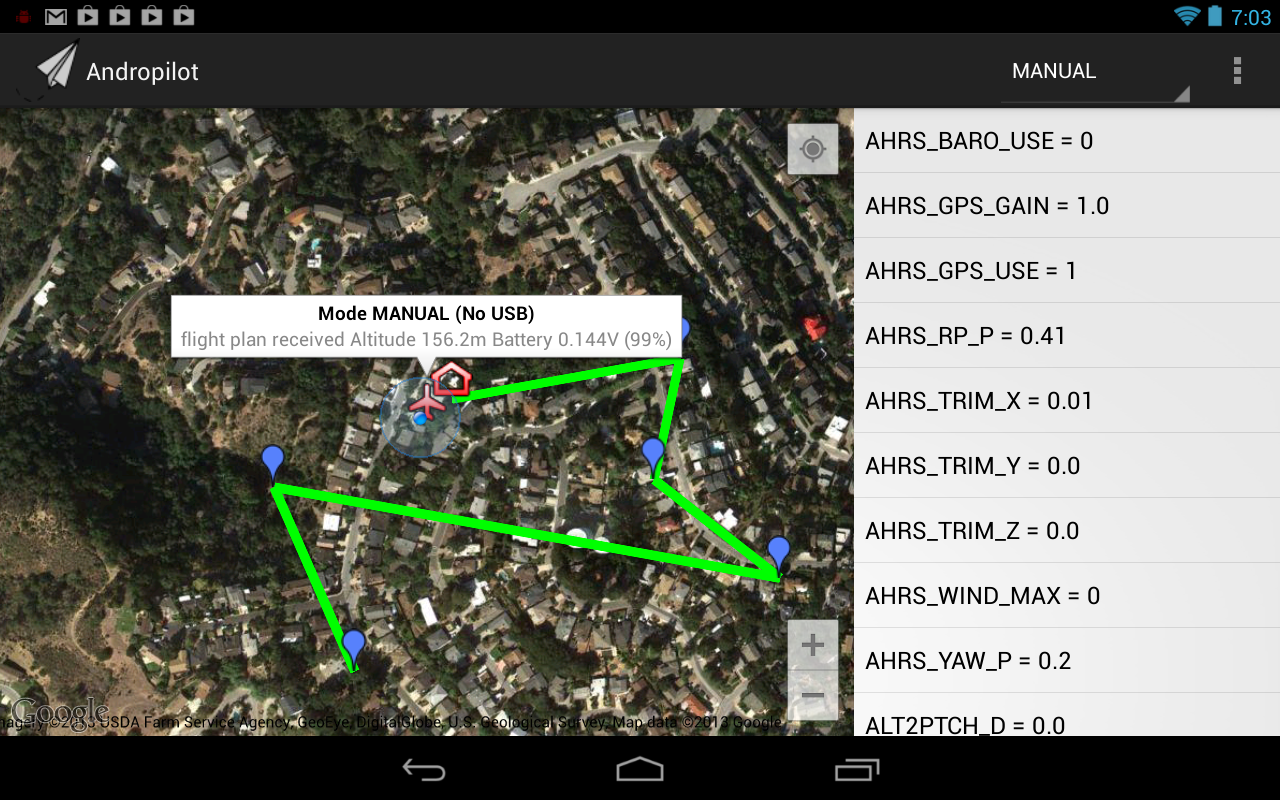 7:03
Andropilot
MANUAL
Mode MANUAL (No USB)
flight plan received Altitude 156.2m Battery 0.144V (99%)
Google
©2013 USDA Farm Service Agency, GeoEye, DigitalGlobe, U.S. Geological Survey, Map data ©2013 Google
AHRS_BARO_USE = 0
AHRS_GPS_GAIN = 1.0
AHRS_GPS_USE = 1
AHRS_RP_P = 0.41
AHRS_TRIM_X = 0.01
AHRS_TRIM_Y = 0.0
AHRS_TRIM_Z = 0.0
AHRS_WIND_MAX = 0
AHRS_YAW_P = 0.2
ALT2PTCH_D = 0.0